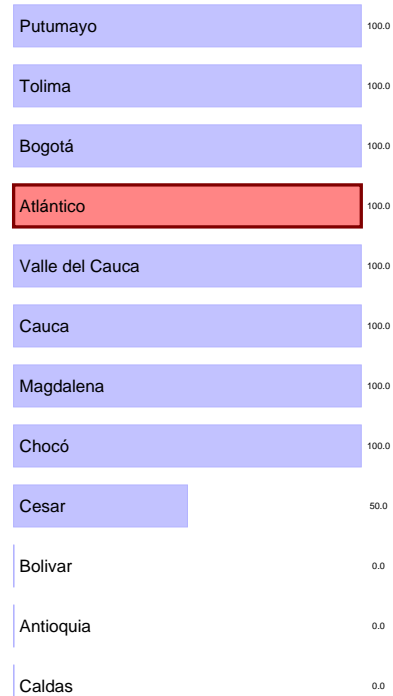 Putumayo 100.0
Tolima 100.0
Bogotá 100.0
Atlántico 100.0
Valle del Cauca 100.0
Cauca 100.0
Magdalena 100.0
Chocó 100.0
Cesar 50.0
Bolivar 0.0
Antioquia 0.0
Caldas 0.0